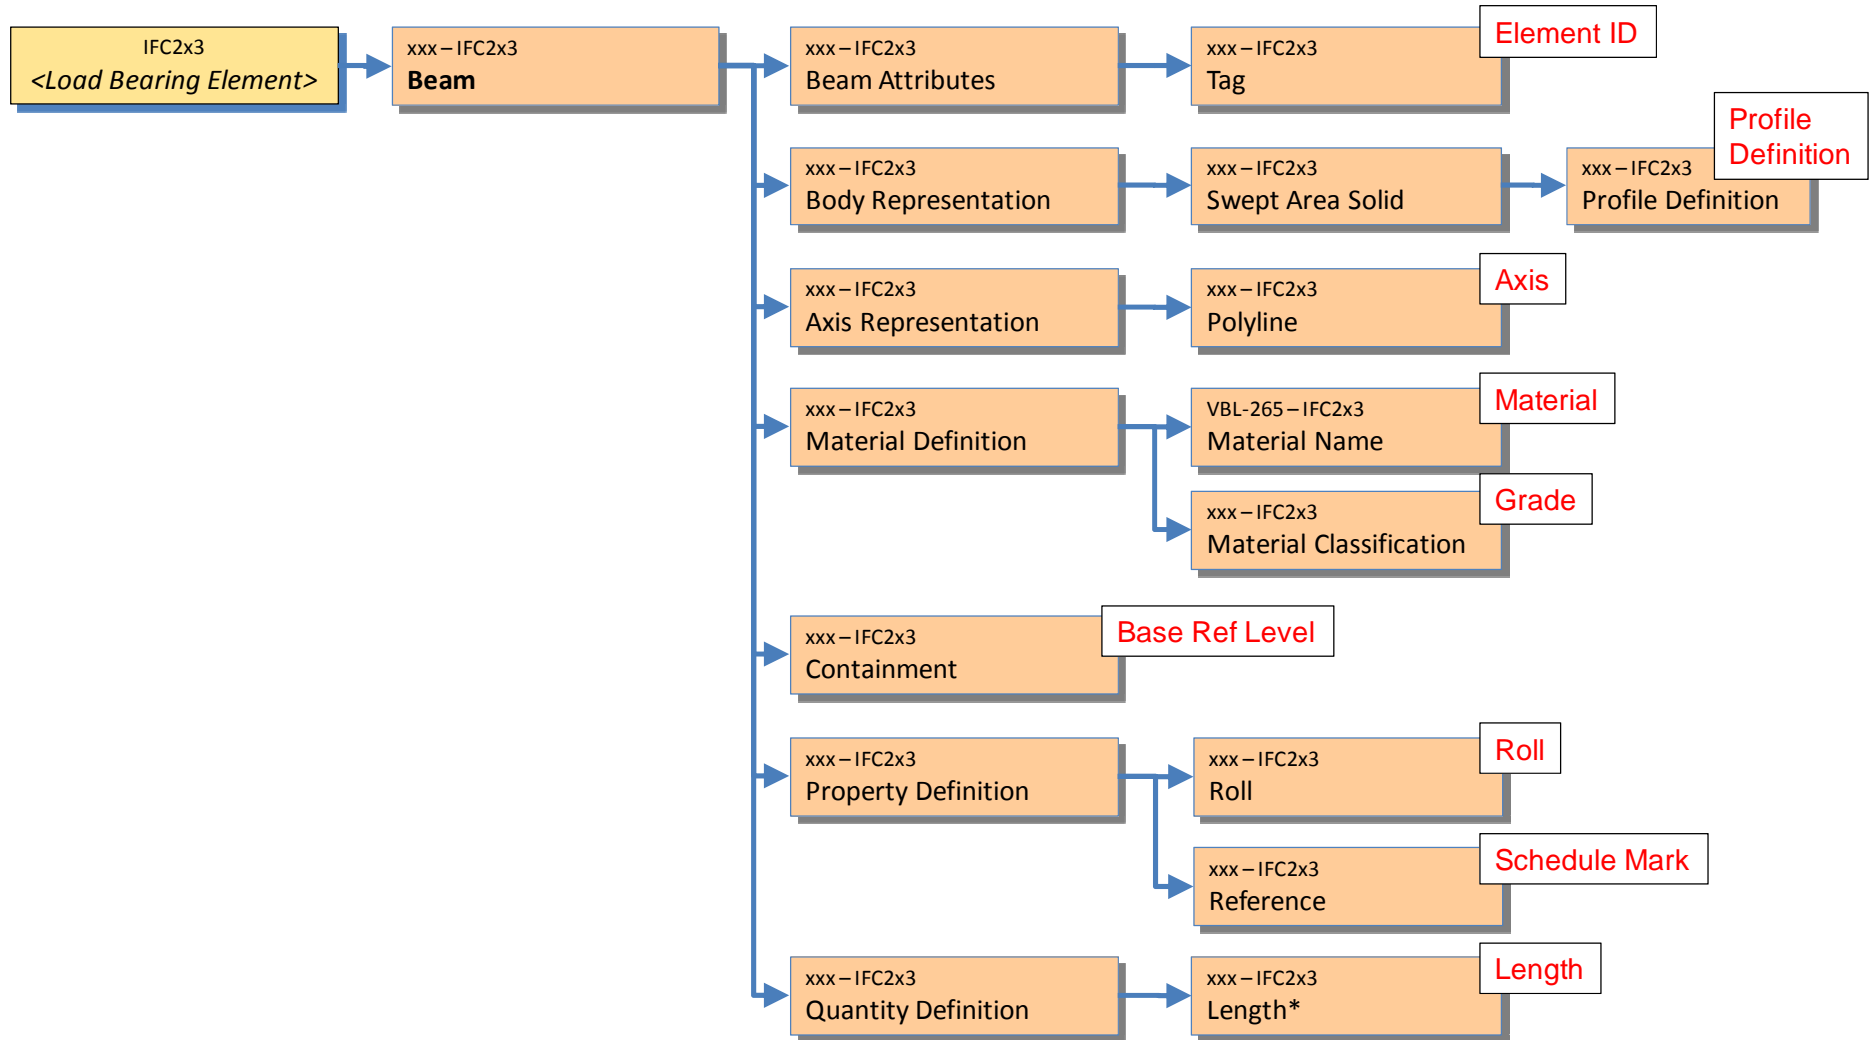 IFC2x3
<Load Bearing Element>
xxx – IFC2x3
Beam
xxx – IFC2x3
Beam Attributes
xxx – IFC2x3
Tag
Element ID
xxx – IFC2x3
Body Representation
xxx – IFC2x3
Swept Area Solid
xxx – IFC2x3
Profile Definition
Profile
Definition
xxx – IFC2x3
Axis Representation
xxx – IFC2x3
Polyline
Axis
xxx – IFC2x3
Material Definition
VBL-265 – IFC2x3
Material Name
Material
xxx – IFC2x3
Material Classification
Grade
xxx – IFC2x3
Containment
Base Ref Level
xxx – IFC2x3
Property Definition
xxx – IFC2x3
Roll
Roll
xxx – IFC2x3
Reference
Schedule Mark
xxx – IFC2x3
Quantity Definition
xxx – IFC2x3
Length*
Length